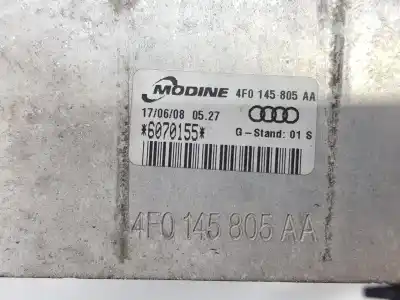 MODINE 4F0 145 805 AA
17/06/08 05.27
*6070155* G-Stand: 01 S
4F0 145 805 AA